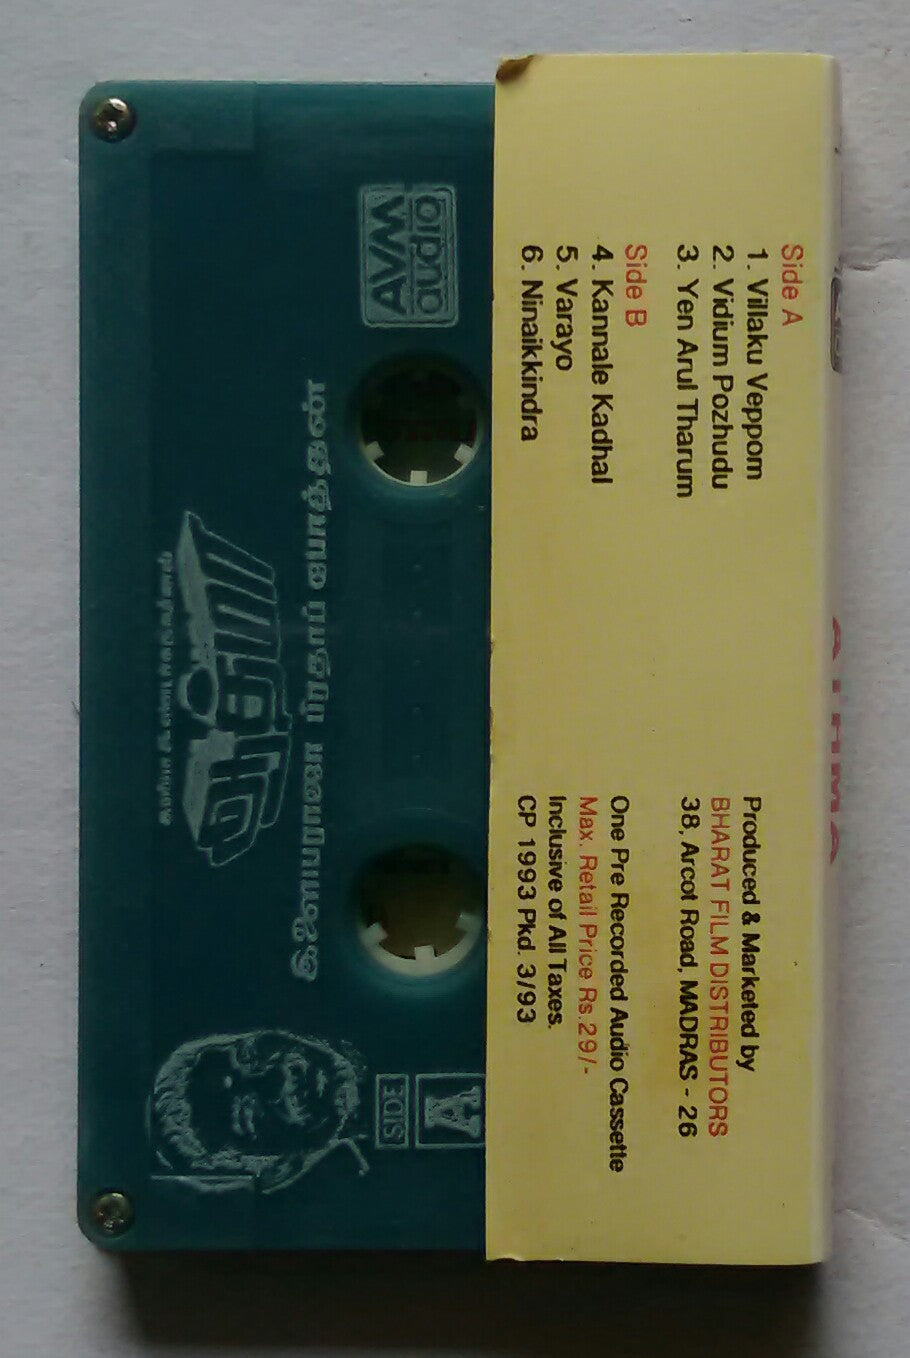 Side A
1. Villaku Veppom
2. Vidium Pozhudu
3. Yen Arul Tharum
Side B
4. Kannale Kadhal
5. Varayo
6. Ninaikkindra
Produced & Marketed by
BHARAT FILM DISTRIBUTORS
38, Arcot Road, MADRAS - 26
One Pre Recorded Audio Cassette
Max. Retail Price Rs.29/-
Inclusive of All Taxes.
CP 1993 Pkd. 3/93
ATHMA
AVM
audio
ஆத்மா
A
SIDE